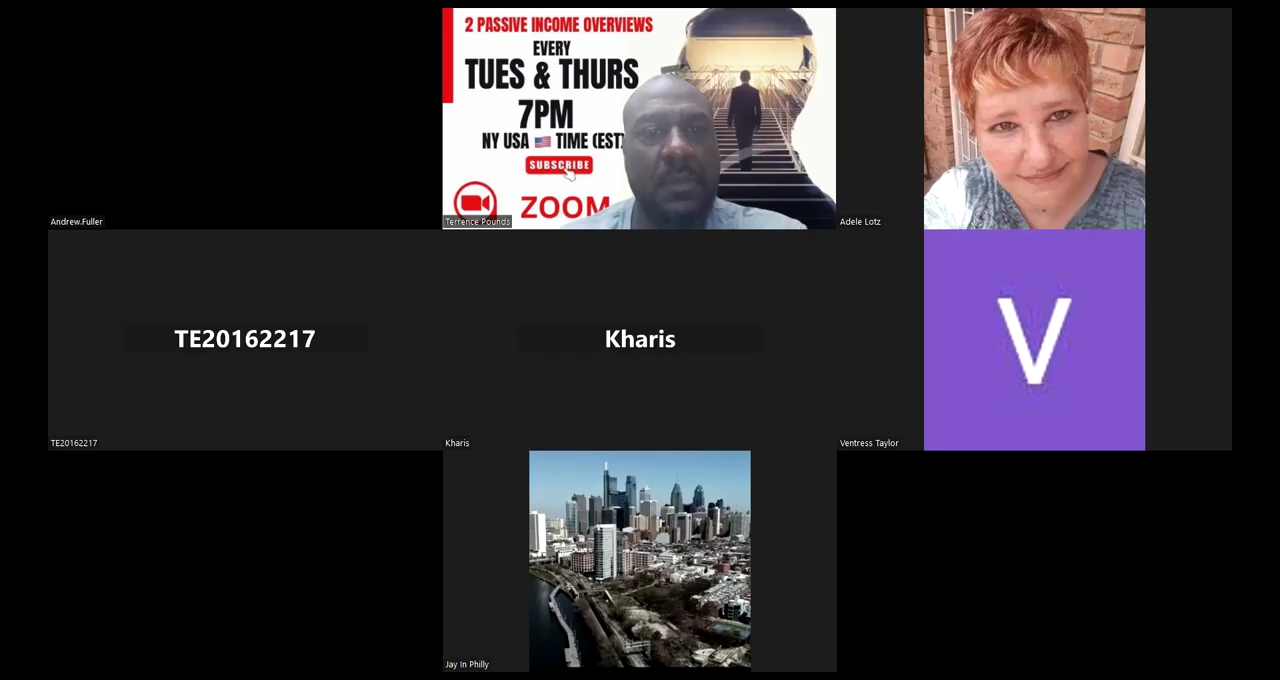 2 PASSIVE INCOME OVERVIEWS
EVERY
TUES & THURS
7PM
NY USA 🇺🇸 TIME (EST)
SUBSCRIBE
ZOOM
Andrew.Fuller
Terrence Pounds
Adele Lotz
TE20162217
Kharis
V
TE20162217
Kharis
Ventress Taylor
Jay In Philly